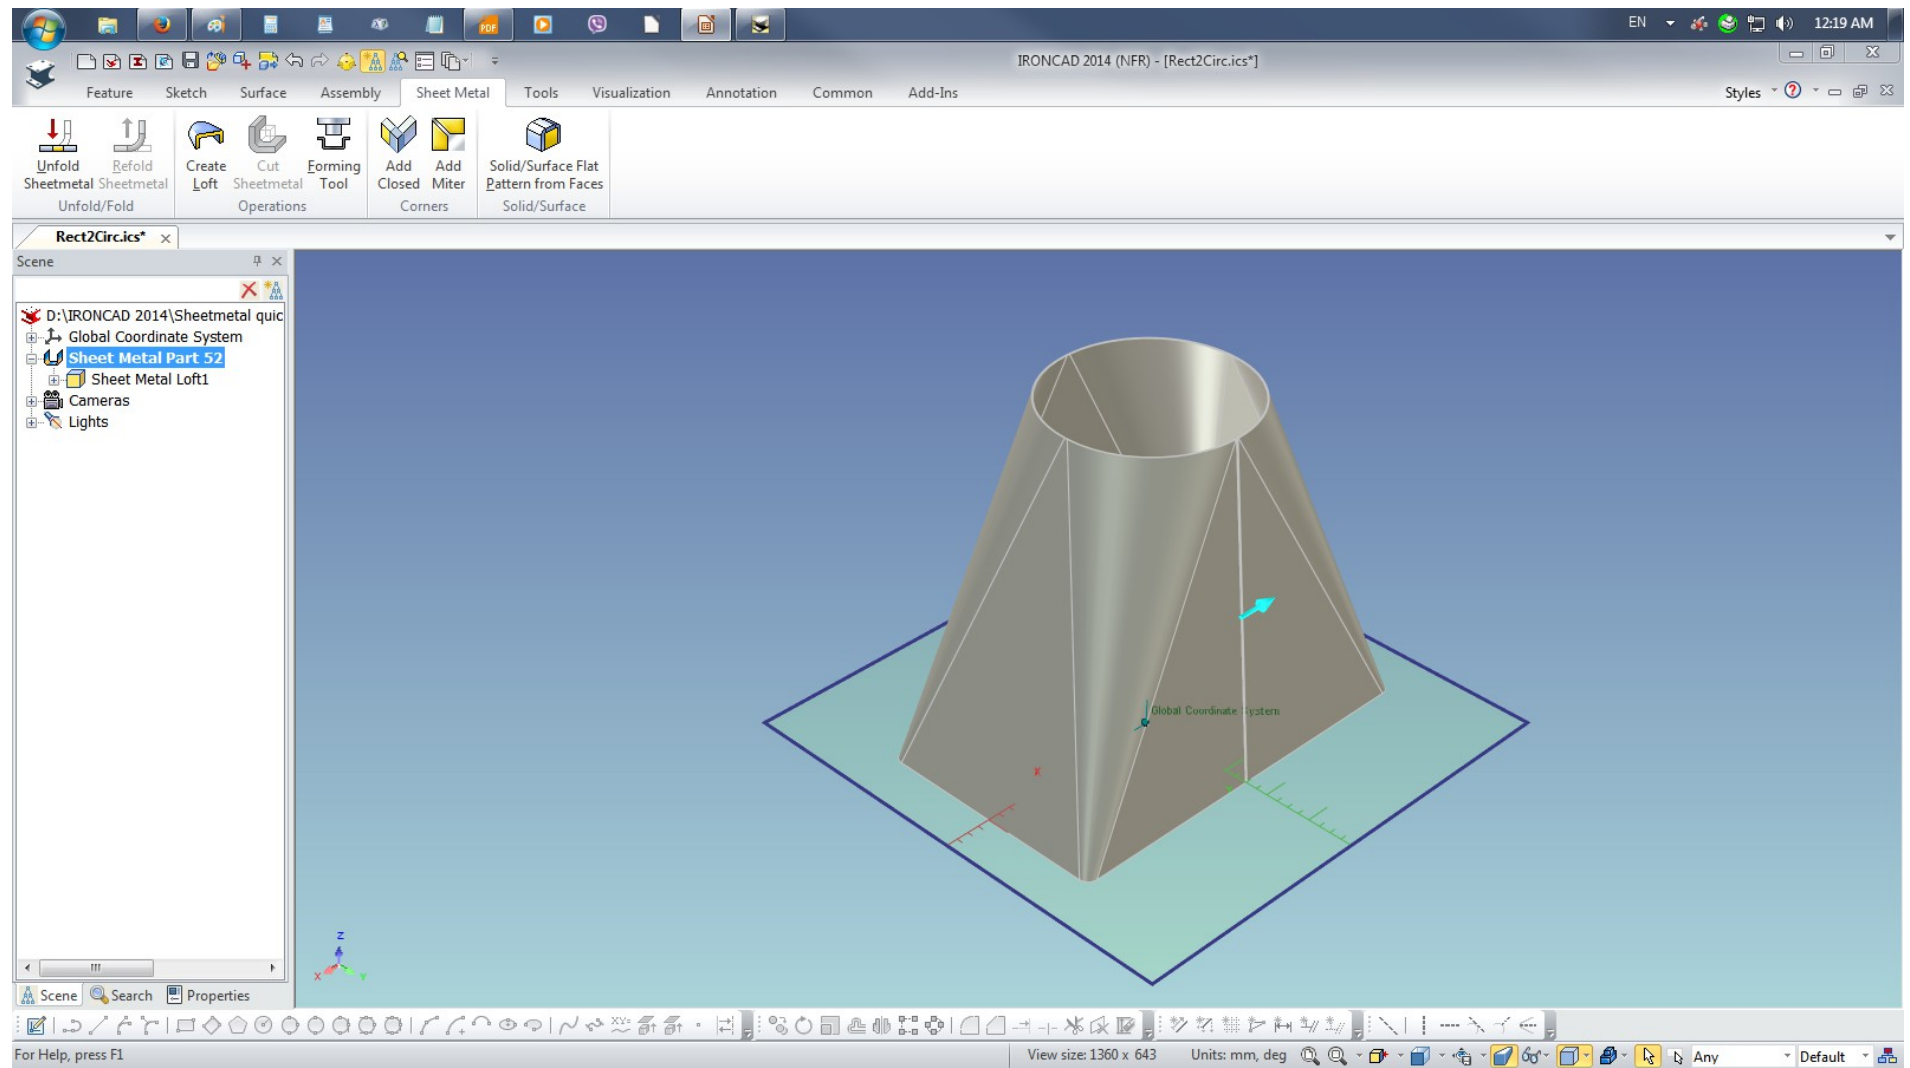 PDF
EN
12:19 AM
IRONCAD 2014 (NFR) - [Rect2Circ.ics*]
Feature Sketch Surface Assembly Sheet Metal Tools Visualization Annotation Common Add-Ins Styles
Unfold Sheetmetal
Refold Sheetmetal
Create Loft
Cut Sheetmetal
Forming Tool
Add Closed
Add Miter
Solid/Surface Flat Pattern from Faces
Unfold/Fold Operations Corners Solid/Surface
Rect2Circ.ics*
Scene
D:\IRONCAD 2014\Sheetmetal quic
Global Coordinate System
Sheet Metal Part 52
Sheet Metal Loft1
Cameras
Lights
Global Coordinate System
X
Z
X Y
Scene Search Properties
For Help, press F1
View size: 1360 x 643 Units: mm, deg Any Default